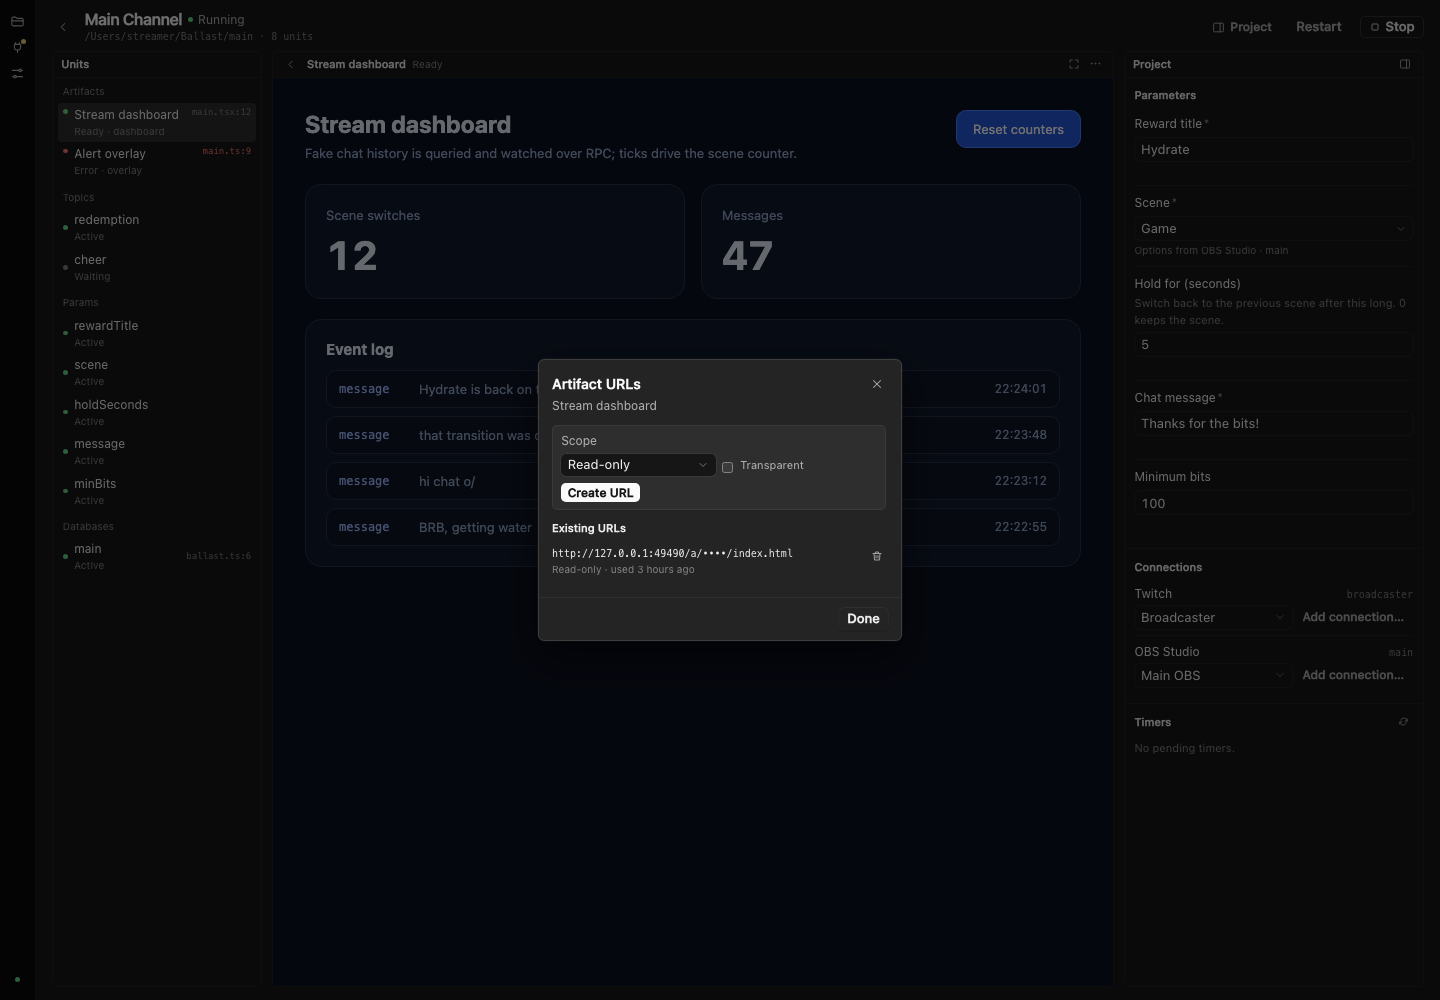 Main Channel
Running
/Users/streamer/Ballast/main · 8 units
Project
Restart
Stop
Units
Artifacts
Stream dashboard
main.tsx:12
Ready · dashboard
Alert overlay
main.ts:9
Error · overlay
Topics
redemption
Active
cheer
Waiting
Params
rewardTitle
Active
scene
Active
holdSeconds
Active
message
Active
minBits
Active
Databases
main
ballast.ts:6
Active
Stream dashboard
Ready
Stream dashboard
Fake chat history is queried and watched over RPC; ticks drive the scene counter.
Reset counters
Scene switches
12
Messages
47
Event log
message
Hydrate is back on
22:24:01
message
that transition was
22:23:48
message
hi chat o/
22:23:12
message
BRB, getting water
22:22:55
Artifact URLs
Stream dashboard
Scope
Read-only
Transparent
Create URL
Existing URLs
http://127.0.0.1:49490/a/••••/index.html
Read-only · used 3 hours ago
Done
Project
Parameters
Reward title*
Hydrate
Scene*
Game
Options from OBS Studio · main
Hold for (seconds)
Switch back to the previous scene after this long. 0
keeps the scene.
5
Chat message*
Thanks for the bits!
Minimum bits
100
Connections
Twitch
broadcaster
Broadcaster
Add connection...
OBS Studio
main
Main OBS
Add connection...
Timers
No pending timers.